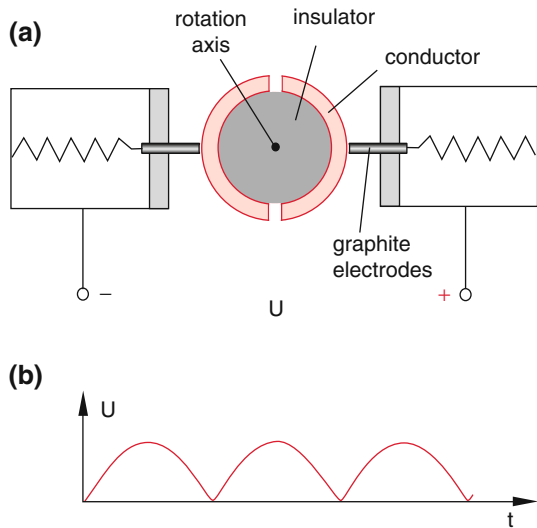 (a)
rotation
axis
insulator
conductor
graphite
electrodes
−
U
+
(b)
U
t